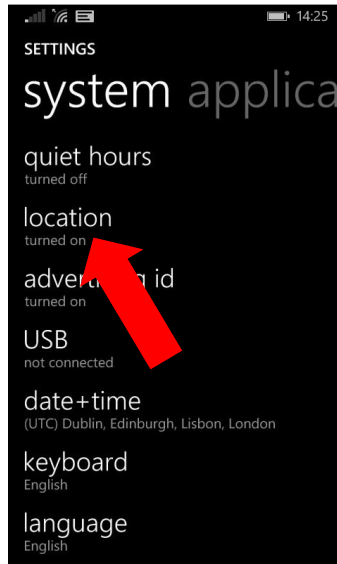 14:25
SETTINGS
system applica
quiet hours
turned off
location
turned on
id
turned on
USB
not connected
date+time
(UTC) Dublin, Edinburgh, Lisbon, London
keyboard
English
language
English